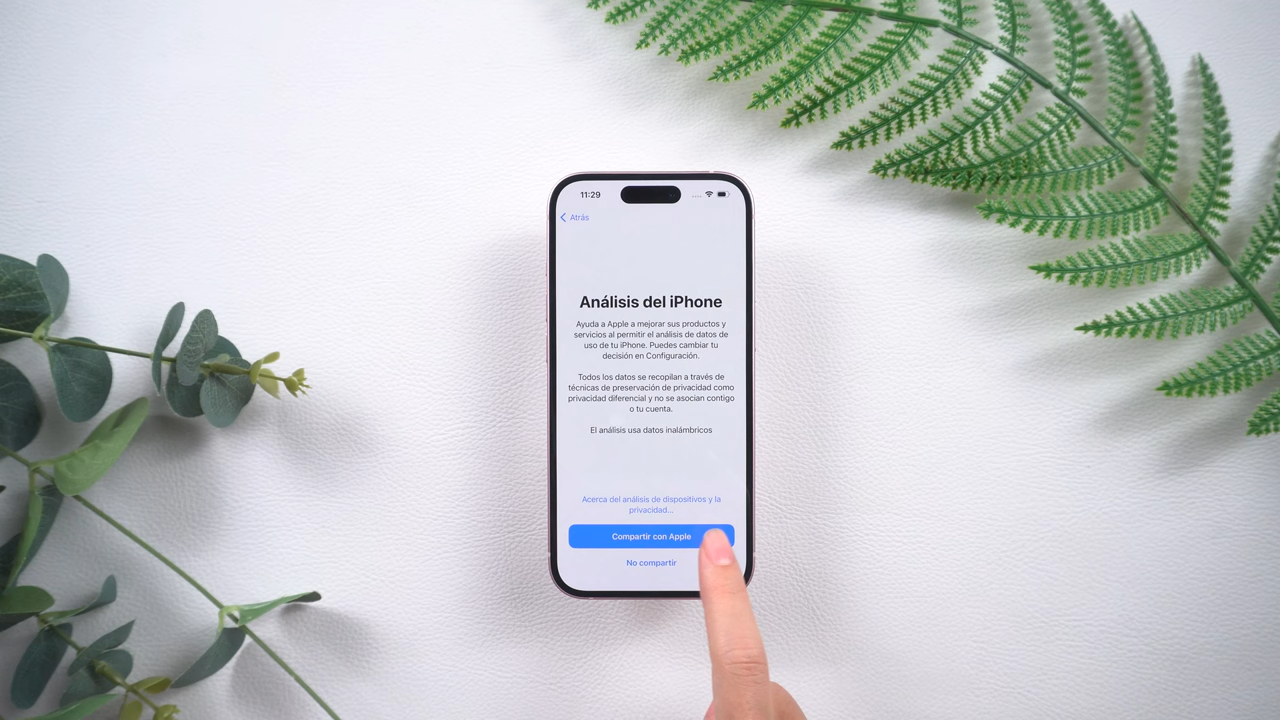 11:29
Atrás
Análisis del iPhone
Ayuda a Apple a mejorar sus productos y
servicios al permitir el análisis de datos de
uso de tu iPhone. Puedes cambiar tu
decisión en Configuración.
Todos los datos se recopilan a través de
técnicas de preservación de privacidad como
privacidad diferencial y no se asocian contigo
o tu cuenta.
El análisis usa datos inalámbricos
Acerca del análisis de dispositivos y la
privacidad...
Compartir con Apple
No compartir